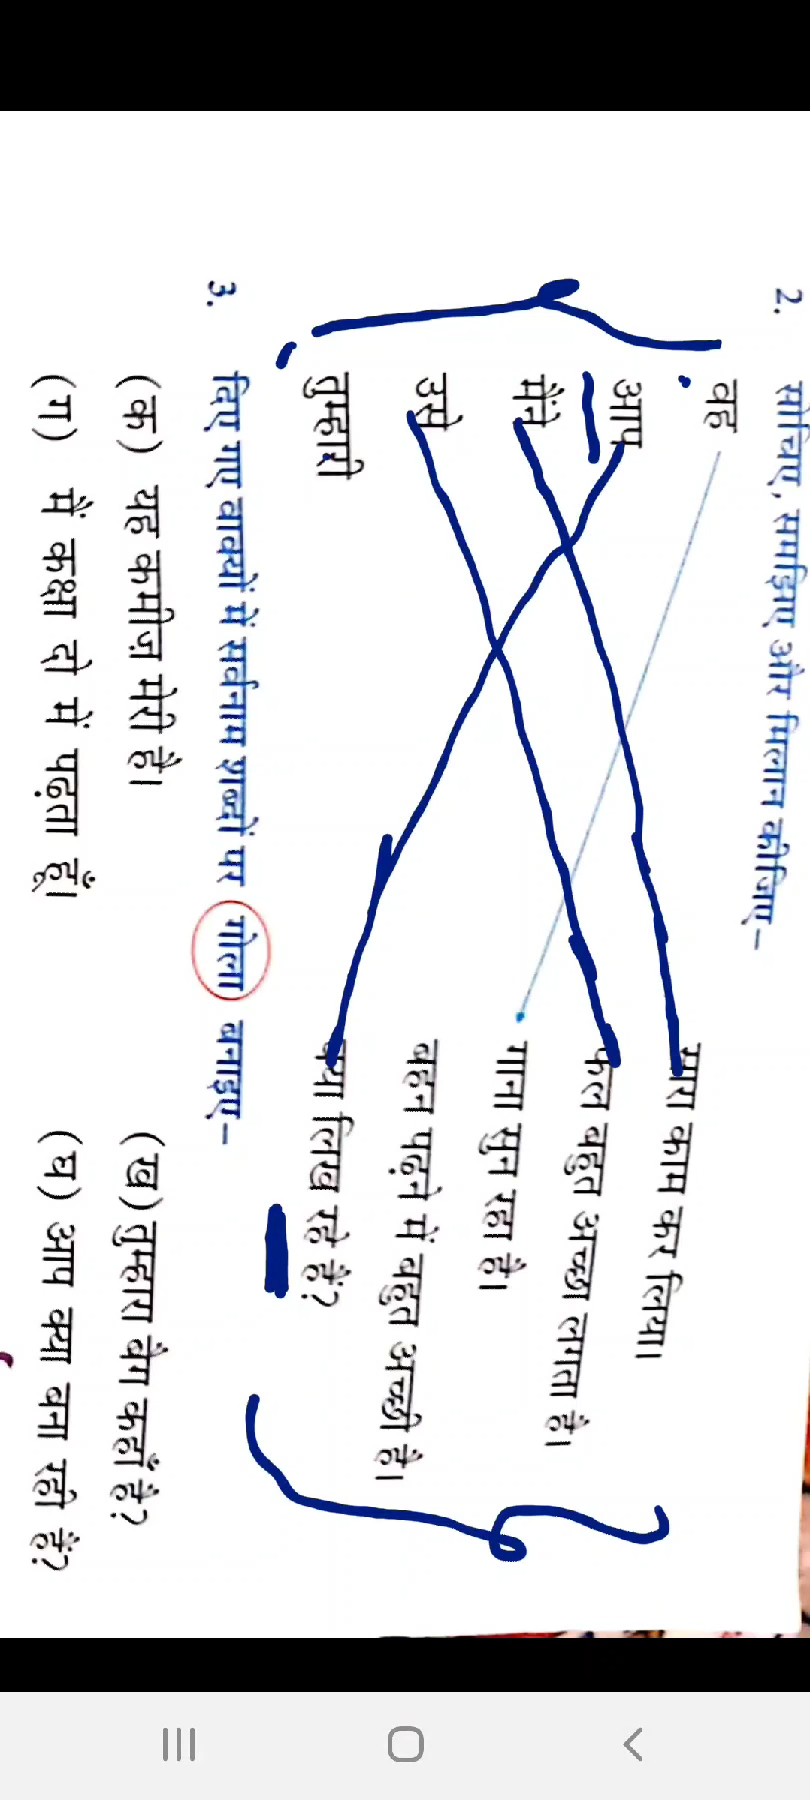 2. सोचिए, समझिए और मिलान कीजिए–
वह सारा काम कर लिया।
आप फल बहुत अच्छा लगता है।
मैंने गाना सुन रहा है।
उसे बहन पढ़ने में बहुत अच्छी है।
तुम्हारी क्या लिख रहे हैं?
3. दिए गए वाक्यों में सर्वनाम शब्दों पर गोला बनाइए–
(क) यह कमीज़ मेरी है। (ख) तुम्हारा बैग कहाँ है?
(ग) मैं कक्षा दो में पढ़ता हूँ। (घ) आप क्या बना रही हैं?